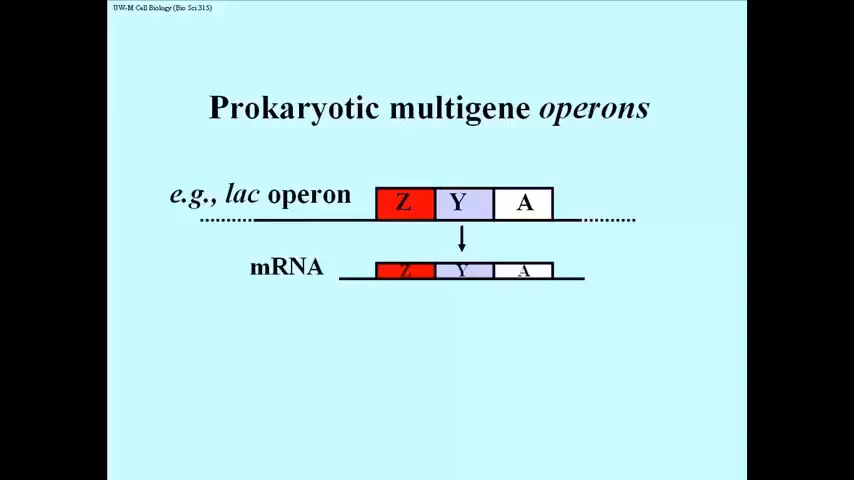 UW-M Cell Biology (Bio Sci 315)
Prokaryotic multigene operons
e.g., lac operon Z Y A
mRNA Z Y A